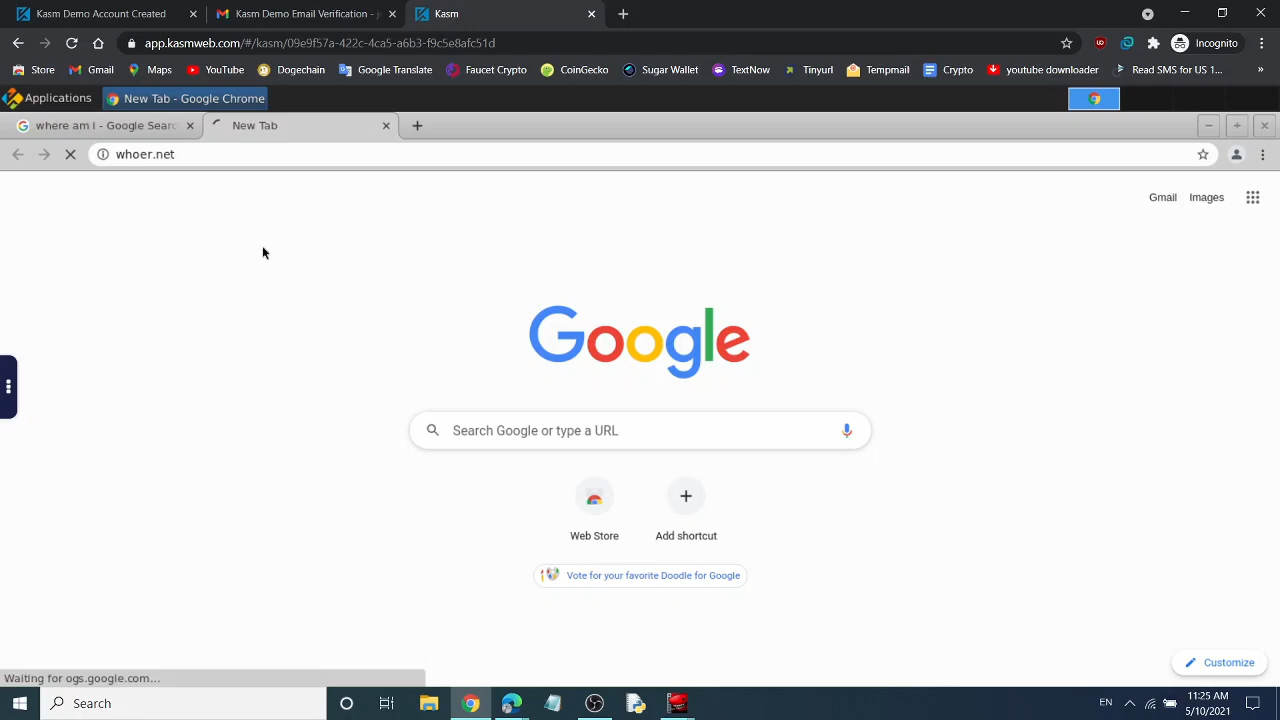 Kasm Demo Account Created
Kasm Demo Email Verification - j
Kasm
app.kasmweb.com/#/kasm/09e9f57a-422c-4ca5-a6b3-f9c5e8afc51d
Incognito
Store
Gmail
Maps
YouTube
Dogechain
Google Translate
Faucet Crypto
CoinGecko
Sugar Wallet
TextNow
Tinyurl
Tempmail
Crypto
youtube downloader
Read SMS for US 1...
Applications
New Tab - Google Chrome
where am I - Google Searc
New Tab
whoer.net
Gmail
Images
Google
Search Google or type a URL
Web Store
Add shortcut
Vote for your favorite Doodle for Google
Customize
Waiting for ogs.google.com...
Search
EN
11:25 AM
5/10/2021